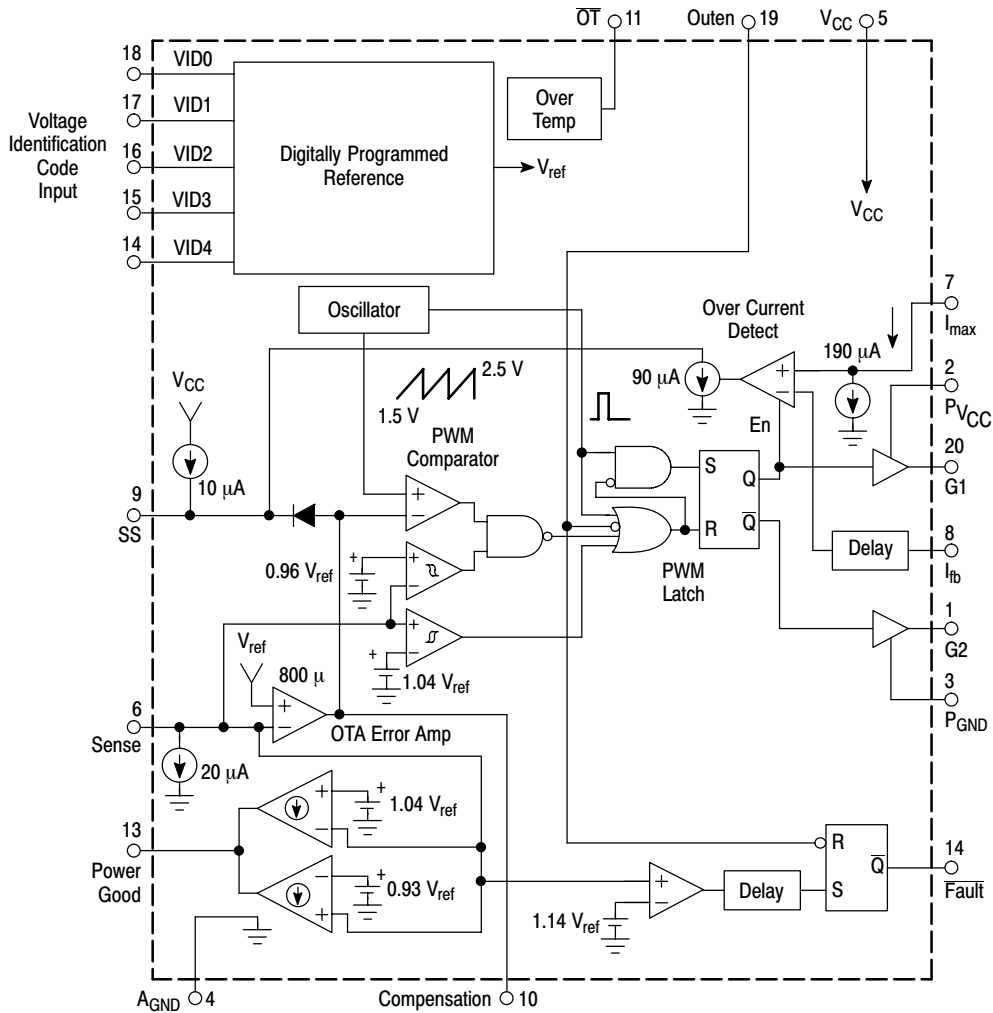 OT 11
Outen 19
VCC 5
18 VID0
17 VID1
16 VID2
15 VID3
14 VID4
Voltage
Identification
Code
Input
Digitally Programmed
Reference
Vref
Over
Temp
VCC
Oscillator
Over Current
Detect
7
Imax
190 µA
90 µA
2
PVCC
VCC
2.5 V
1.5 V
PWM
Comparator
En
20
G1
10 µA
9
SS
S
Q
Q
R
PWM
Latch
Delay
8
Ifb
0.96 Vref
1
G2
Vref
800 µ
1.04 Vref
3
PGND
6
Sense
OTA Error Amp
20 µA
1.04 Vref
13
Power
Good
0.93 Vref
R
Q
S
Delay
14
Fault
1.14 Vref
AGND 4
Compensation 10
+
−
+
−
+
−
+
−
+
−
+
−
−
+
+
−
+
+
+
+